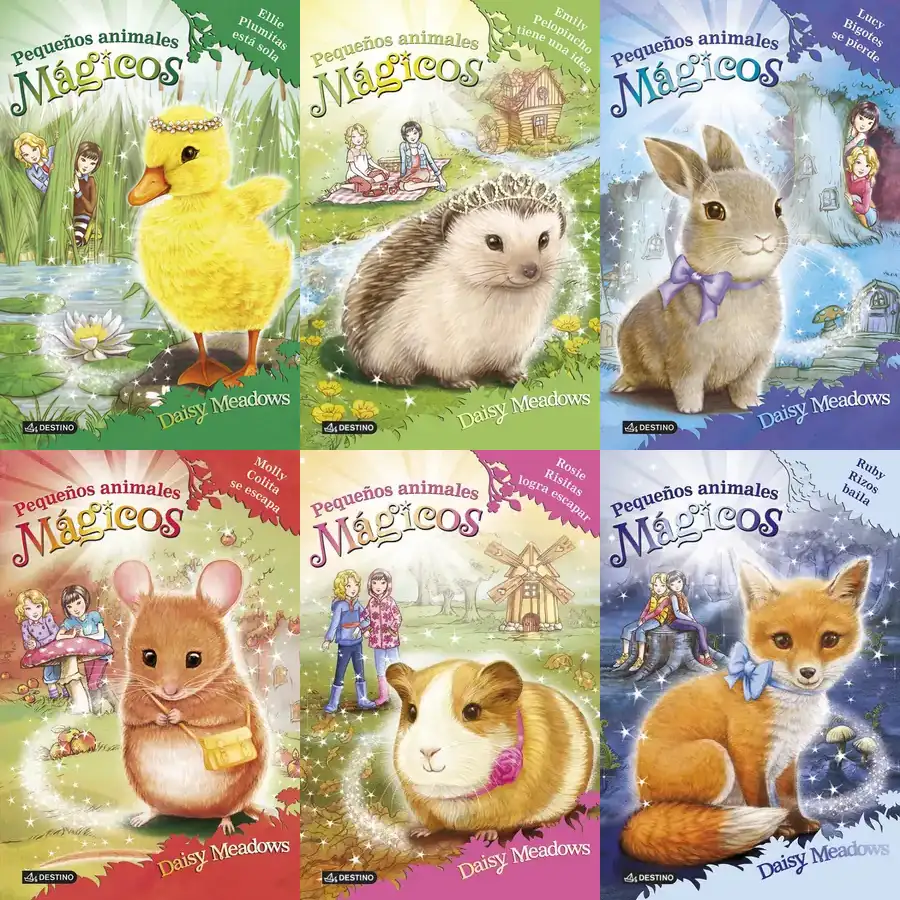 Ellie
Plumitas
está sola
Pequeños animales
Mágicos
Daisy Meadows
DESTINO
Emily
Pelopincho
tiene una idea
Pequeños animales
Mágicos
Daisy Meadows
DESTINO
Lucy
Bigotes
se pierde
Pequeños animales
Mágicos
Daisy Meadows
DESTINO
Molly
Colita
se escapa
Pequeños animales
Mágicos
Daisy Meadows
DESTINO
Rosie
Risitas
logra escapar
Pequeños animales
Mágicos
Daisy Meadows
DESTINO
Ruby
Rizos
baila
Pequeños animales
Mágicos
Daisy Meadows
DESTINO